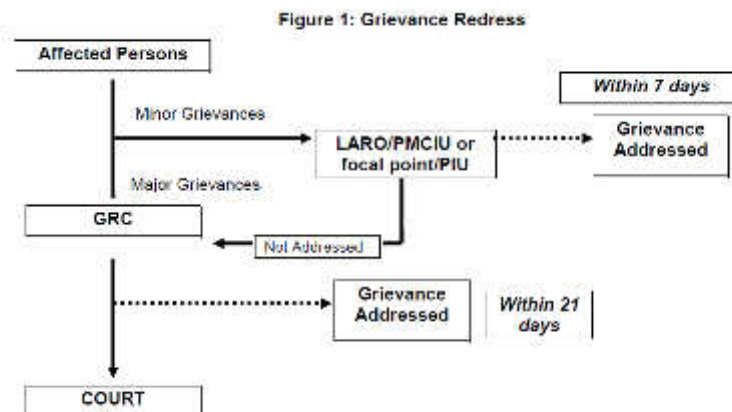 Figure 1: Grievance Redress
Affected Persons
Within 7 days
Minor Grievances
LARO/PMCIU or
focal point/PIU
Grievance
Addressed
Major Grievances
GRC
Not Addressed
Grievance
Addressed
Within 21
days
COURT